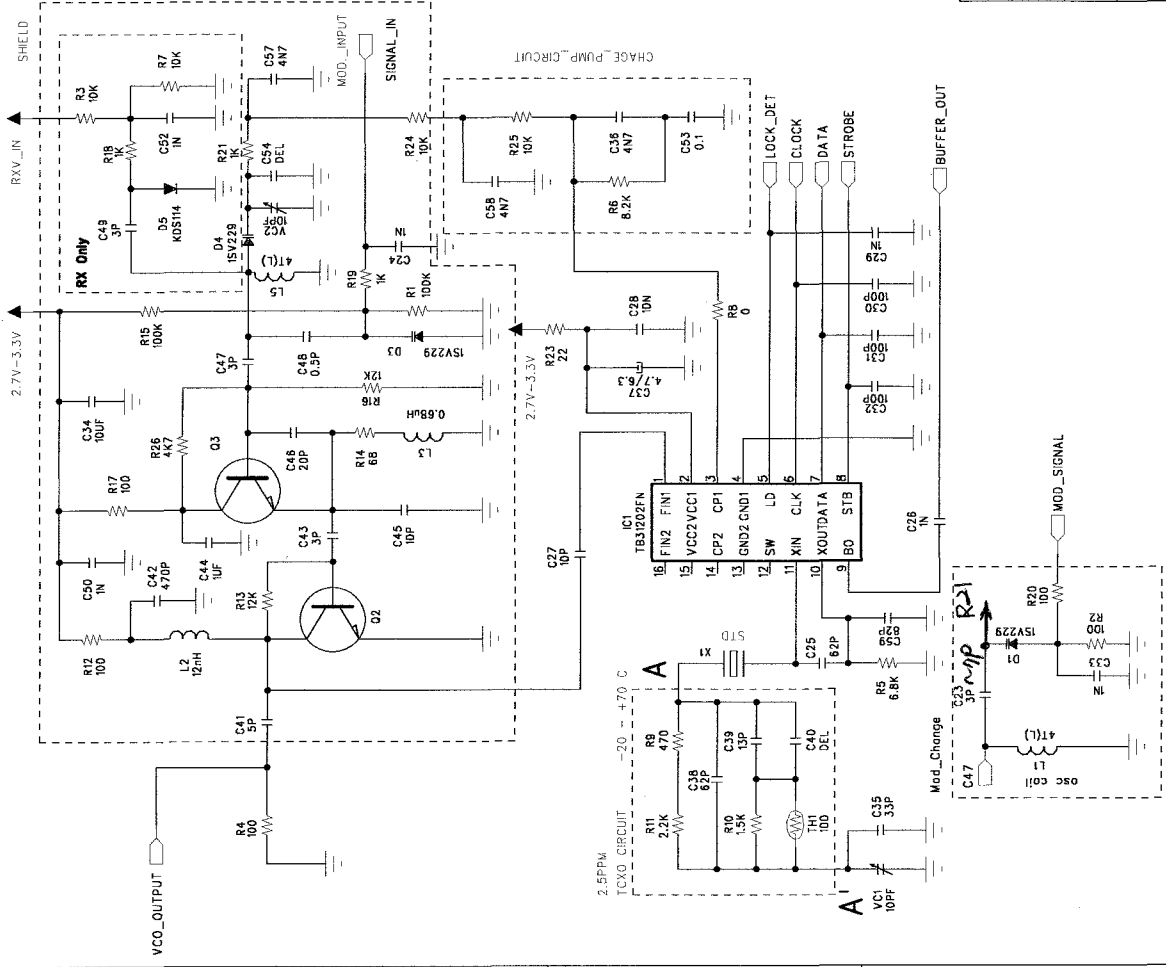 SHIELD
RXV_IN
2.7V-3.3V
R3
10K
R7
10K
R18
1K
C52
1N
C49
3P
D5
KDS114
RX Only
C57
4N7
MOD._INPUT
SIGNAL_IN
R21
1K
C54
DEL
VC2
10PF
D4
1SV229
4T(L)
L5
R24
10K
C24
1N
R19
1K
R1
100K
R15
100K
C47
3P
C48
0.5P
D3
1SV229
R16
12K
C34
10UF
R26
4K7
Q3
C46
20P
R14
68
L3
0.68uH
R17
100
C44
1UF
C43
3P
C45
10P
C50
1N
C42
470P
R12
100
L2
12nH
R13
12K
Q2
C41
5P
R4
100
VCO_OUTPUT
C27
10P
CHAGE_PUMP_CIRCUIT
R25
10K
C36
4N7
C53
0.1
C58
4N7
R6
8.2K
2.7V-3.3V
R23
22
C28
10N
C37
4.7/6.3
R8
0
LOCK_DET
CLOCK
DATA
STROBE
BUFFER_OUT
1N
C29
100P
C30
100P
C31
100P
C32
IC1
TB31202FN
16 FIN2 FIN1 1
15 VCC2 VCC1 2
14 CP2 CP1 3
13 GND2 GND1 4
12 SW LD 5
11 XIN CLK 6
10 XOUT DATA 7
9 BO STB 8
C26
1N
A
STD
X1
C25
62P
C59
82P
R5
6.8K
-20 - +70 C
2.5PPM
TCXO CIRCUIT
R9
470
R11
2.2K
C38
62P
C39
13P
C40
DEL
R10
1.5K
TH1
100
A'
VC1
10PF
C35
33P
Mod_Change
MOD_SIGNAL
R20
100
R2
100
C33
1N
D1
1SV229
R21
C23
3P
C47
4T(L)
L1
osc coil